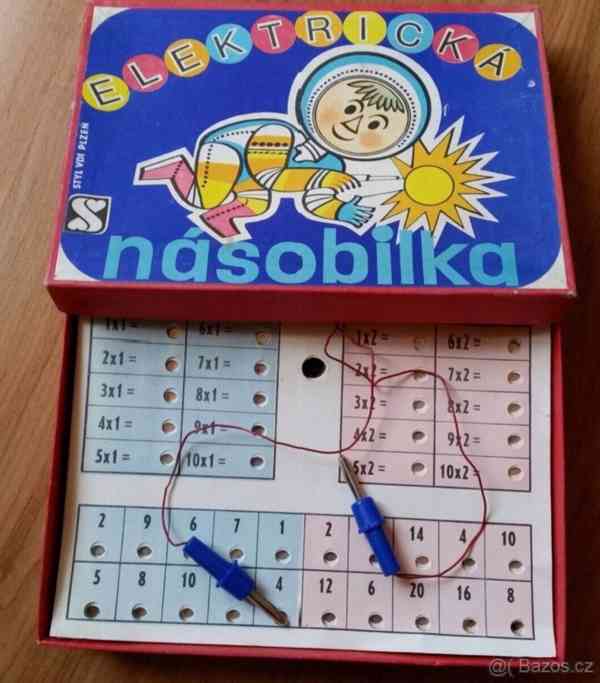 ELEKTRICKÁ
STYL VDI PLZEŇ
násobilka
1x1 = 6x1 = 1x2 = 6x2 =
2x1 = 7x1 = 2x2 = 7x2 =
3x1 = 8x1 = 3x2 = 8x2 =
4x1 = 9x1 = 4x2 = 9x2 =
5x1 = 10x1 = 5x2 = 10x2 =
2 9 6 7 1 2 14 4 10
5 8 10 4 12 6 20 16 8
@( Bazos.cz